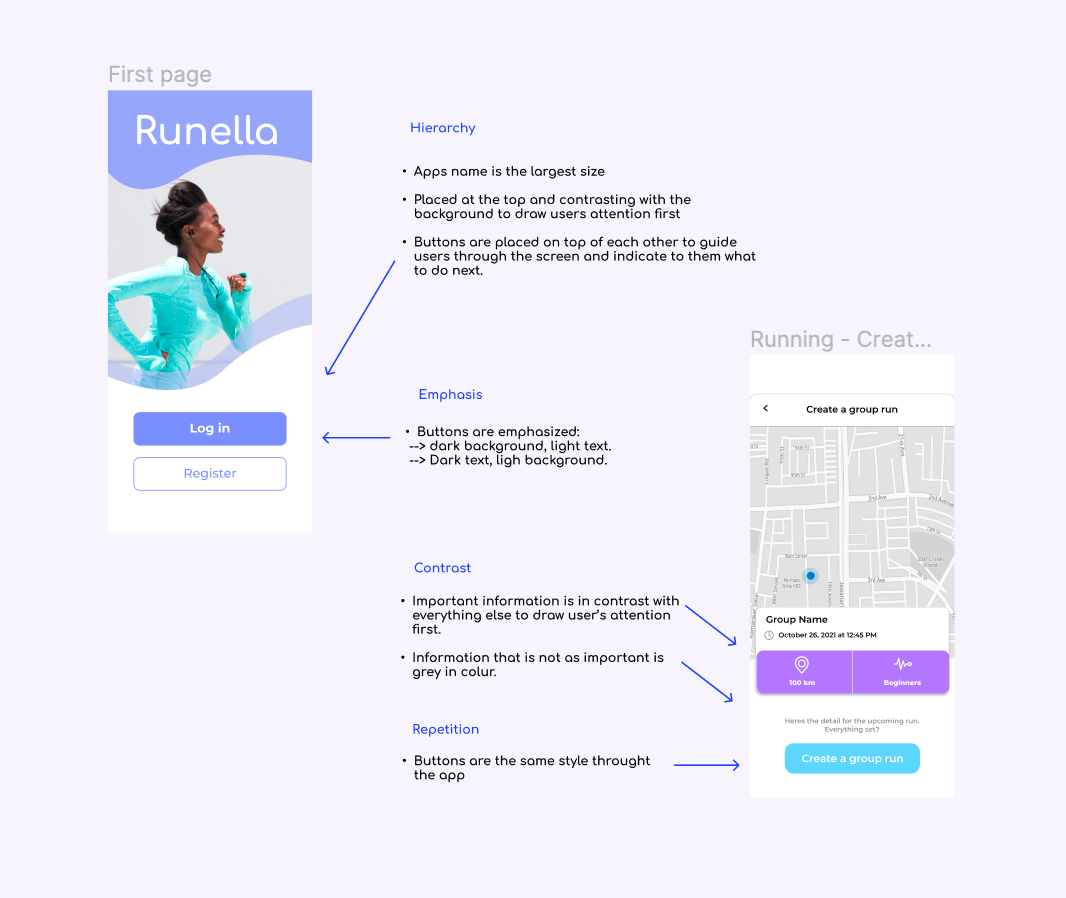 First page
Runella
Log in
Register
Hierarchy
• Apps name is the largest size
• Placed at the top and contrasting with the
background to draw users attention first
• Buttons are placed on top of each other to guide
users through the screen and indicate to them what
to do next.
Emphasis
• Buttons are emphasized:
--> dark background, light text.
--> Dark text, ligh background.
Contrast
• Important information is in contrast with
everything else to draw user's attention
first.
• Information that is not as important is
grey in colur.
Repetition
• Buttons are the same style throught
the app
Running - Creat...
Create a group run
2nd Ave
2nd Avenue
3rd Ave
Group Name
October 26, 2021 at 12:45 PM
100 km
Beginners
Heres the detail for the upcoming run.
Everything set?
Create a group run